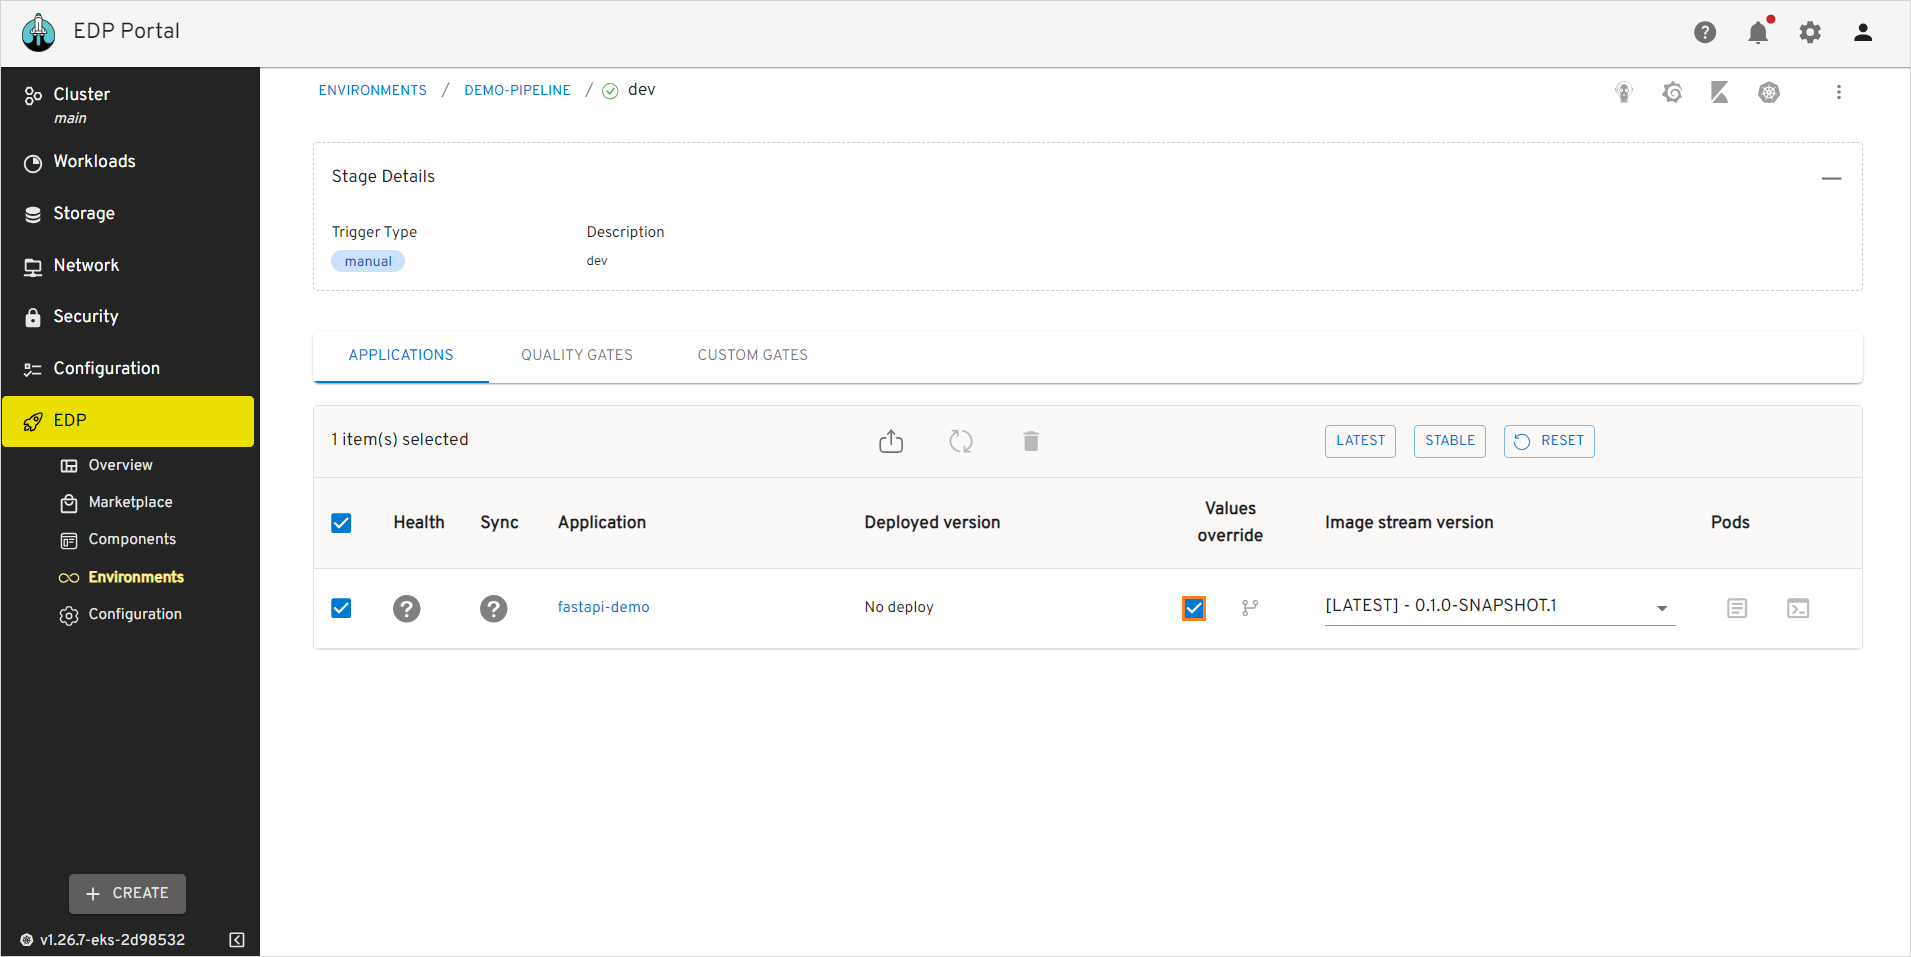 EDP Portal
Cluster
main
Workloads
Storage
Network
Security
Configuration
EDP
Overview
Marketplace
Components
Environments
Configuration
CREATE
v1.26.7-eks-2d98532
ENVIRONMENTS / DEMO-PIPELINE / dev
Stage Details
Trigger Type Description
manual dev
APPLICATIONS QUALITY GATES CUSTOM GATES
1 item(s) selected LATEST STABLE RESET
Health Sync Application Deployed version Values override Image stream version Pods
fastapi-demo No deploy [LATEST] - 0.1.0-SNAPSHOT.1